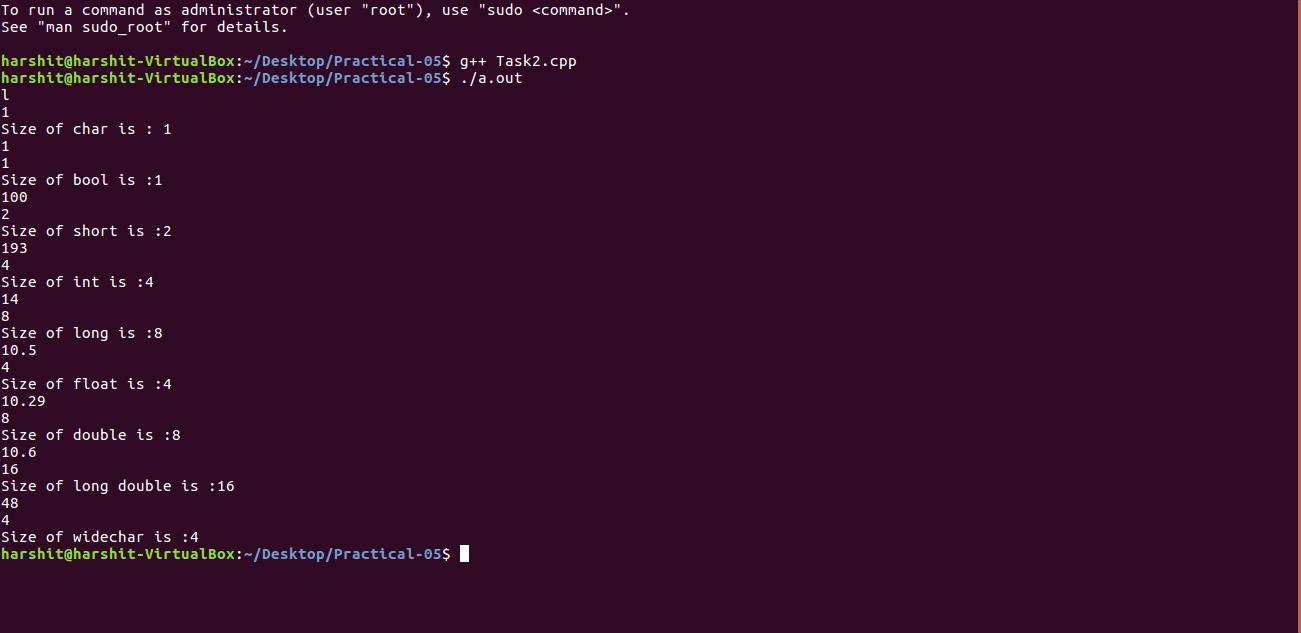 To run a command as administrator (user "root"), use "sudo <command>".
See "man sudo_root" for details.
harshit@harshit-VirtualBox:~/Desktop/Practical-05$ g++ Task2.cpp
harshit@harshit-VirtualBox:~/Desktop/Practical-05$ ./a.out
l
1
Size of char is : 1
1
1
Size of bool is :1
100
2
Size of short is :2
193
4
Size of int is :4
14
8
Size of long is :8
10.5
4
Size of float is :4
10.29
8
Size of double is :8
10.6
16
Size of long double is :16
48
4
Size of widechar is :4
harshit@harshit-VirtualBox:~/Desktop/Practical-05$